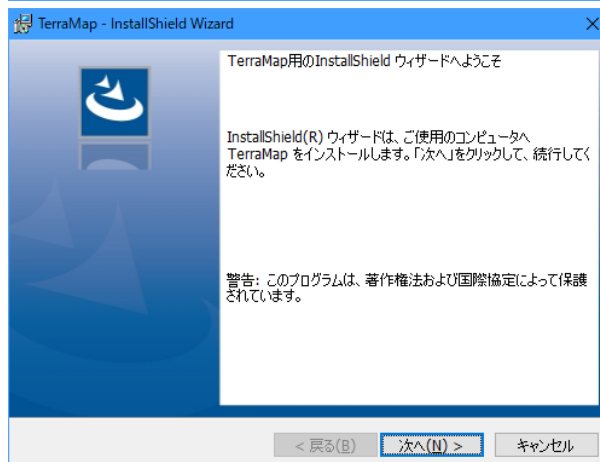 TerraMap - InstallShield Wizard
TerraMap用のInstallShield ウィザードへようこそ
InstallShield(R) ウィザードは、ご使用のコンピュータへ
TerraMap をインストールします。「次へ」をクリックして、続行してく
ださい。
警告: このプログラムは、著作権法および国際協定によって保護
されています。
< 戻る(B) 次へ(N) > キャンセル